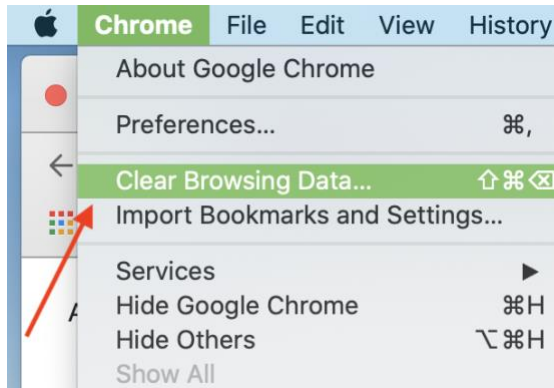 Chrome File Edit View History
About Google Chrome
Preferences... ⌘,
Clear Browsing Data... ⇧⌘⌫
Import Bookmarks and Settings...
Services ▶
Hide Google Chrome ⌘H
Hide Others ⌥⌘H
Show All